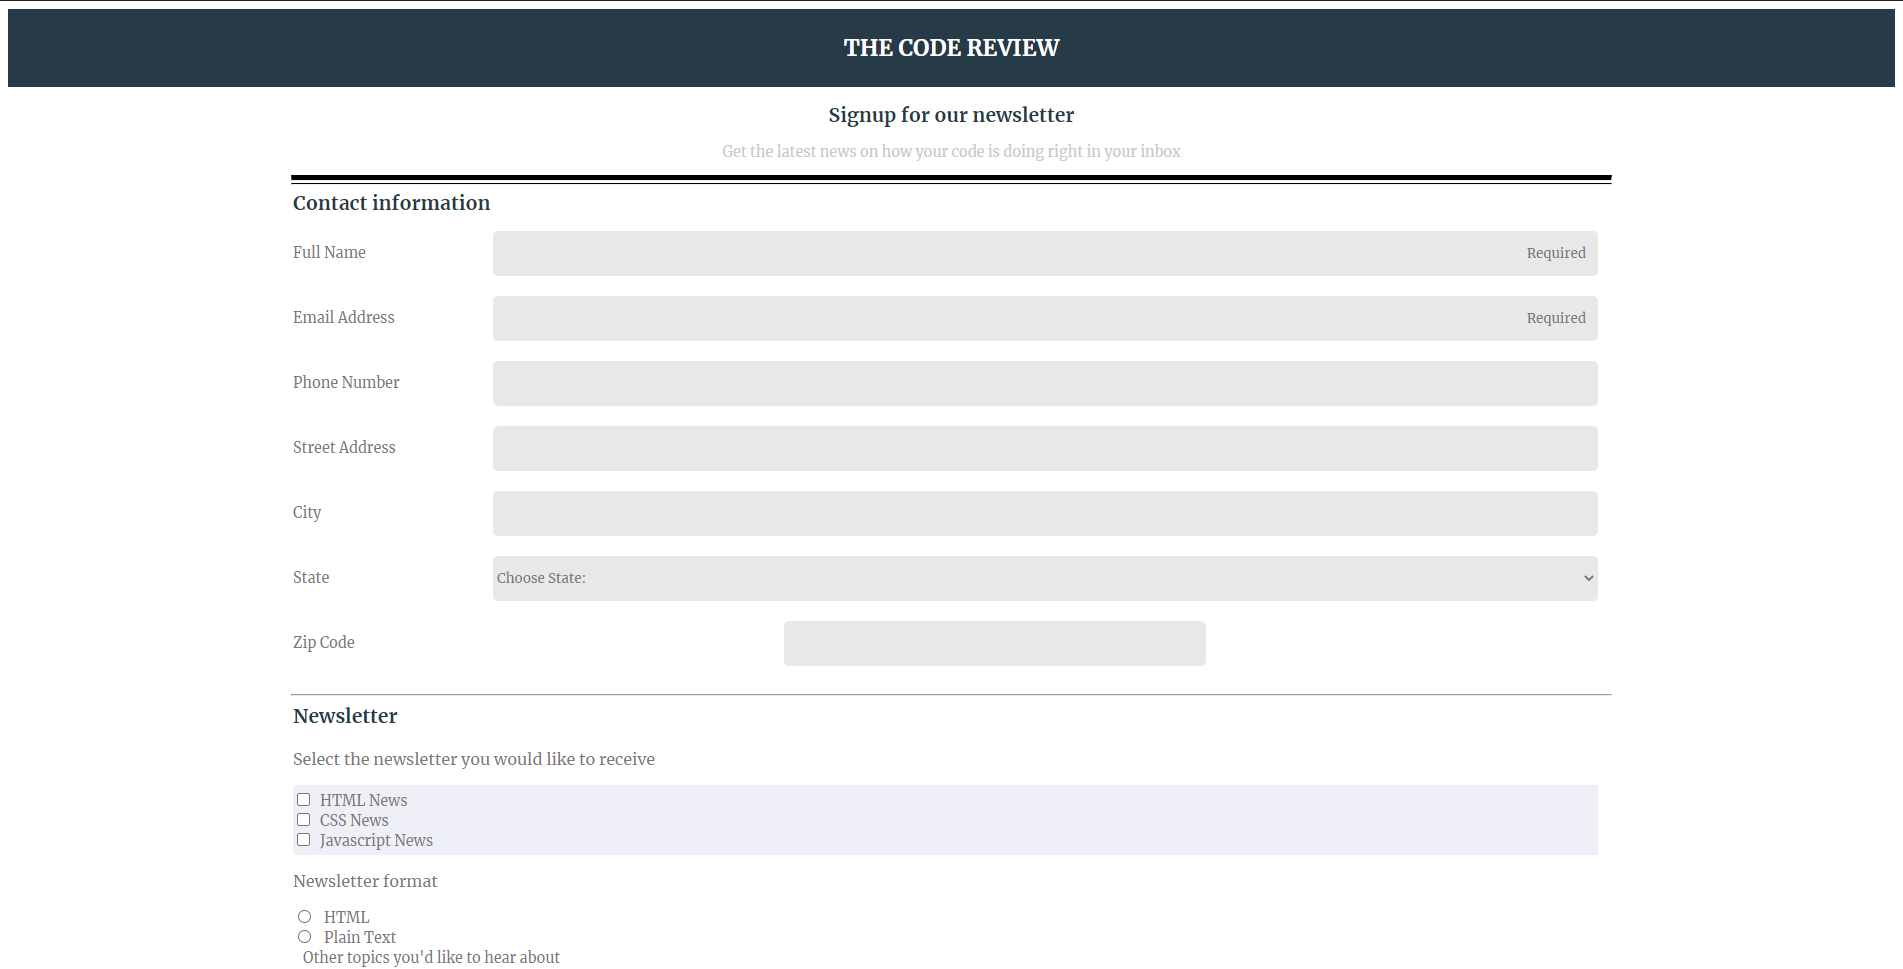 THE CODE REVIEW
Signup for our newsletter
Get the latest news on how your code is doing right in your inbox
Contact information
Full Name Required
Email Address Required
Phone Number
Street Address
City
State Choose State:
Zip Code
Newsletter
Select the newsletter you would like to receive
HTML News
CSS News
Javascript News
Newsletter format
HTML
Plain Text
Other topics you'd like to hear about